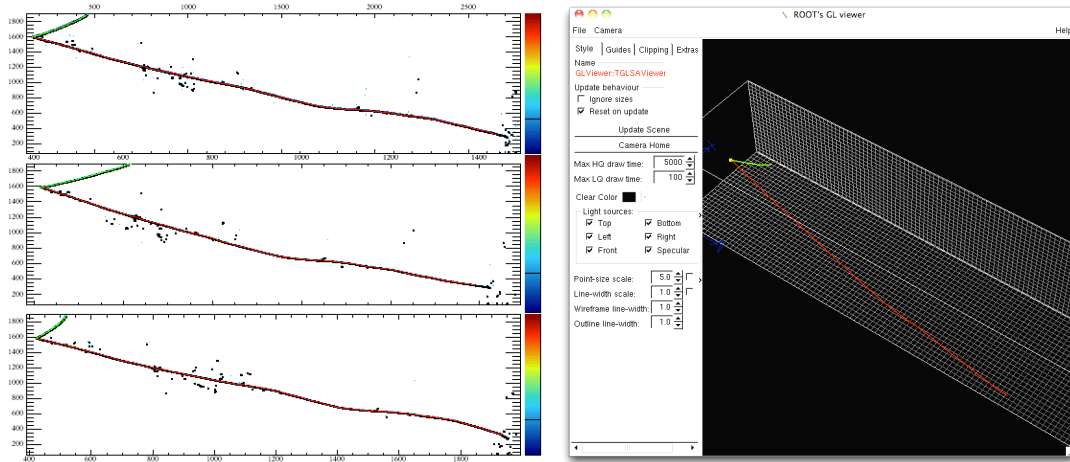 500 1000 1500 2000 2500
1800
1600
1400
1200
1000
800
600
400
200
400 600 800 1000 1200 1400
1800
1600
1400
1200
1000
800
600
400
200
400 600 800 1000 1200 1400 1600 1800
1800
1600
1400
1200
1000
800
600
400
200
400 600 800 1000 1200 1400 1600 1800
ROOT's GL viewer
File Camera Help
Style Guides Clipping Extras
Name
GLViewer::TGLSAViewer
Update behaviour
Ignore sizes
Reset on update
Update Scene
Camera Home
Max HQ draw time: 5000
Max LQ draw time: 100
Clear Color
Light sources:
Top Bottom
Left Right
Front Specular
Point-size scale: 5.0
Line-width scale: 1.0
Wireframe line-width: 1.0
Outline line-width: 1.0